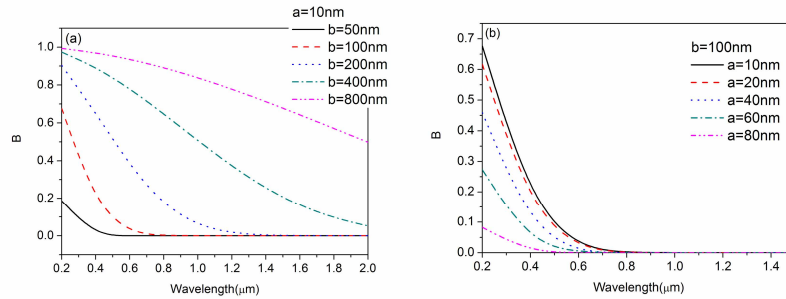 a=10nm
(a)
b=50nm
b=100nm
b=200nm
b=400nm
b=800nm
1.0
0.8
0.6
0.4
0.2
0.0
B
0.2 0.4 0.6 0.8 1.0 1.2 1.4 1.6 1.8 2.0
Wavelength(μm)
(b)
b=100nm
a=10nm
a=20nm
a=40nm
a=60nm
a=80nm
0.7
0.6
0.5
0.4
0.3
0.2
0.1
0.0
B
0.2 0.4 0.6 0.8 1.0 1.2 1.4
Wavelength(μm)